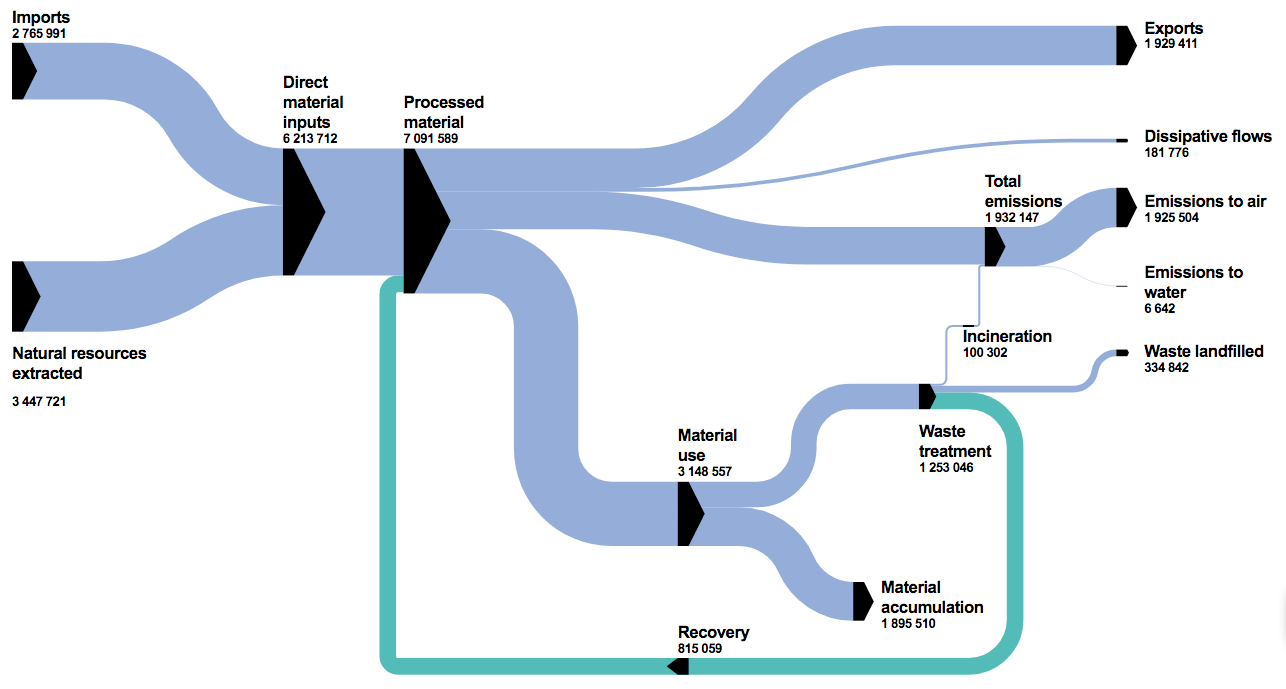 Imports
2 765 991
Direct
material
inputs
6 213 712
Processed
material
7 091 589
Exports
1 929 411
Dissipative flows
181 776
Total
emissions
1 932 147
Emissions to air
1 925 504
Emissions to
water
6 642
Natural resources
extracted
3 447 721
Incineration
100 302
Waste landfilled
334 842
Material
use
3 148 557
Waste
treatment
1 253 046
Material
accumulation
1 895 510
Recovery
815 059